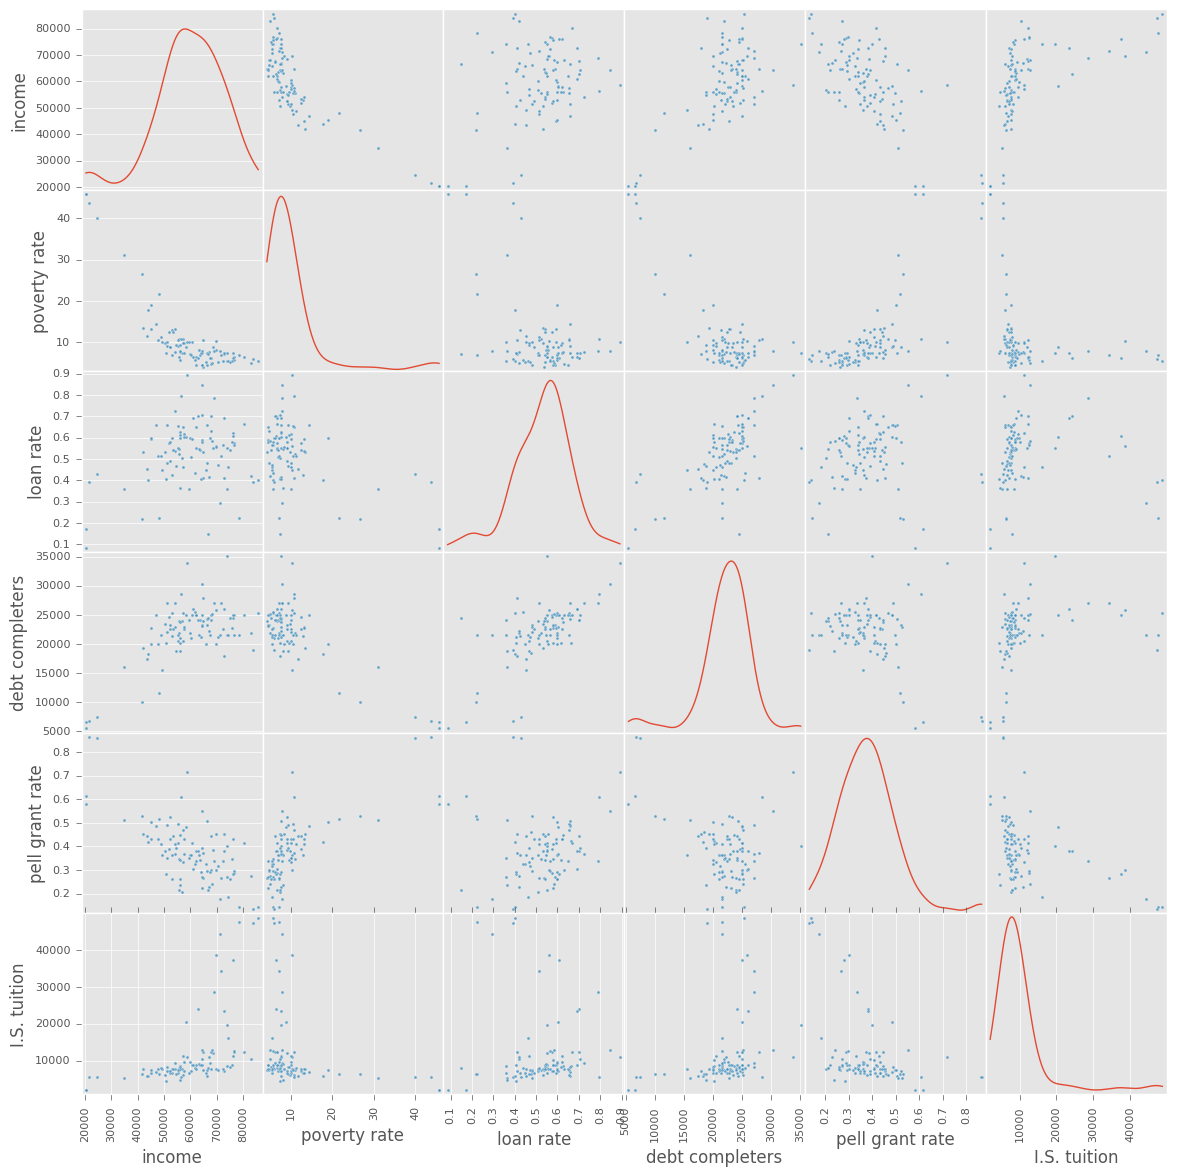 income
80000
70000
60000
50000
40000
30000
20000
poverty rate
40
30
20
10
loan rate
0.9
0.8
0.7
0.6
0.5
0.4
0.3
0.2
0.1
debt completers
35000
30000
25000
20000
15000
10000
5000
pell grant rate
0.8
0.7
0.6
0.5
0.4
0.3
0.2
I.S. tuition
40000
30000
20000
10000
20000 30000 40000 50000 60000 70000 80000
10 20 30 40
0.1 0.2 0.3 0.4 0.5 0.6 0.7 0.8 0.9
5000 10000 15000 20000 25000 30000 35000
0.2 0.3 0.4 0.5 0.6 0.7 0.8
10000 20000 30000 40000
income
poverty rate
loan rate
debt completers
pell grant rate
I.S. tuition